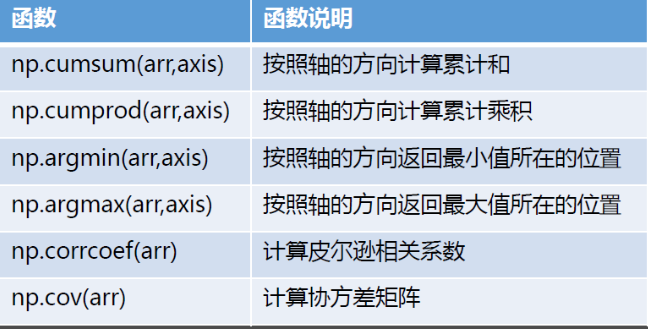 函数 函数说明
np.cumsum(arr,axis) 按照轴的方向计算累计和
np.cumprod(arr,axis) 按照轴的方向计算累计乘积
np.argmin(arr,axis) 按照轴的方向返回最小值所在的位置
np.argmax(arr,axis) 按照轴的方向返回最大值所在的位置
np.corrcoef(arr) 计算皮尔逊相关系数
np.cov(arr) 计算协方差矩阵